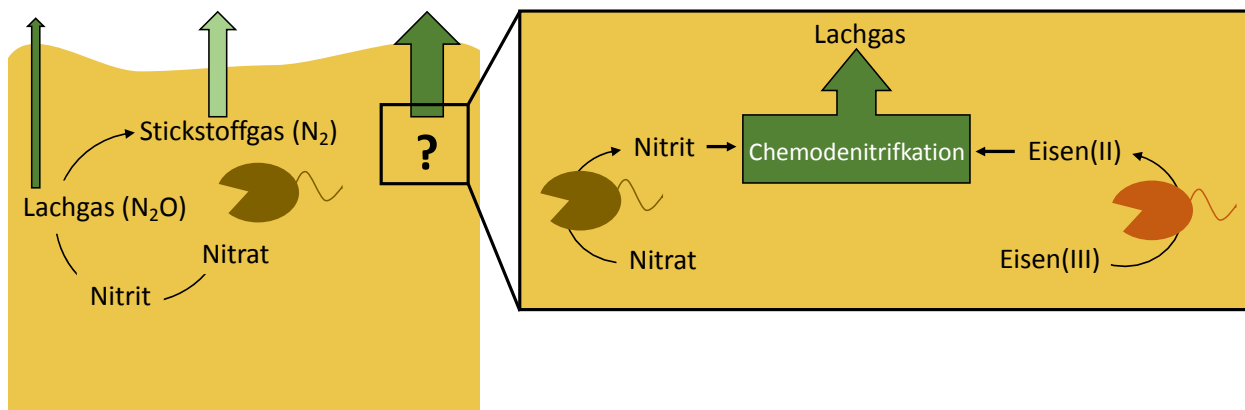 Stickstoffgas (N₂)
Lachgas (N₂O)
Nitrat
Nitrit
?
Lachgas
Nitrit
Chemodenitrifkation
Eisen(II)
Nitrat
Eisen(III)